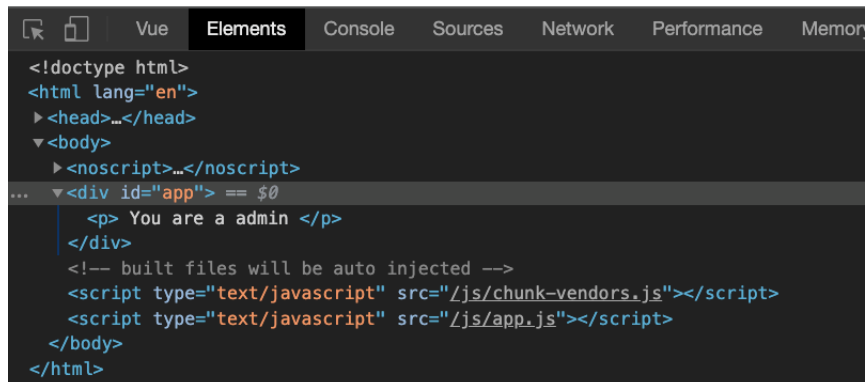 Vue Elements Console Sources Network Performance Memory
<!doctype html>
<html lang="en">
▶<head>…</head>
▼<body>
▶<noscript>…</noscript>
… ▼<div id="app"> == $0
<p> You are a admin </p>
</div>
<!-- built files will be auto injected -->
<script type="text/javascript" src="/js/chunk-vendors.js"></script>
<script type="text/javascript" src="/js/app.js"></script>
</body>
</html>